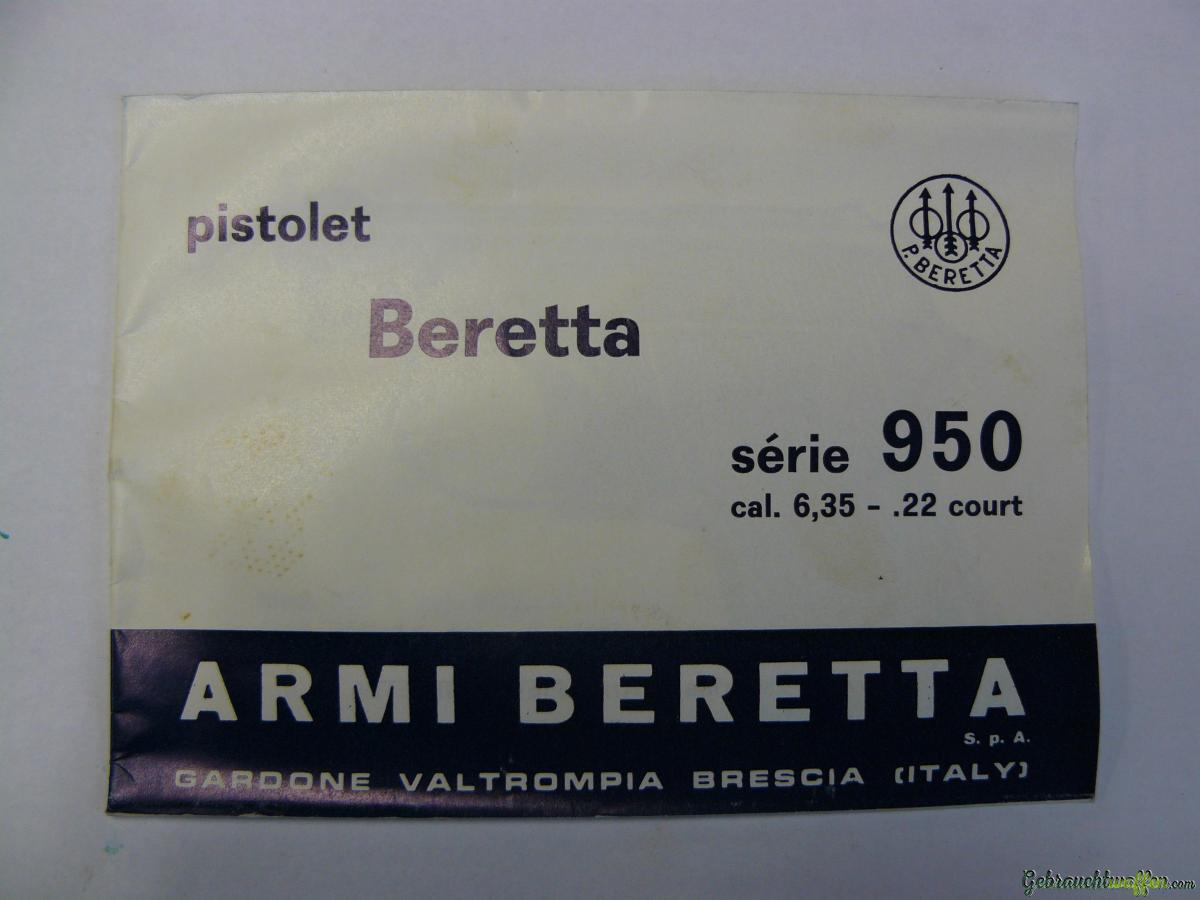 pistolet
P. BERETTA
Beretta
série 950
cal. 6,35 - .22 court
ARMI BERETTA
S. p. A.
GARDONE VALTROMPIA BRESCIA (ITALY)
Gebrauchtwaffen.com